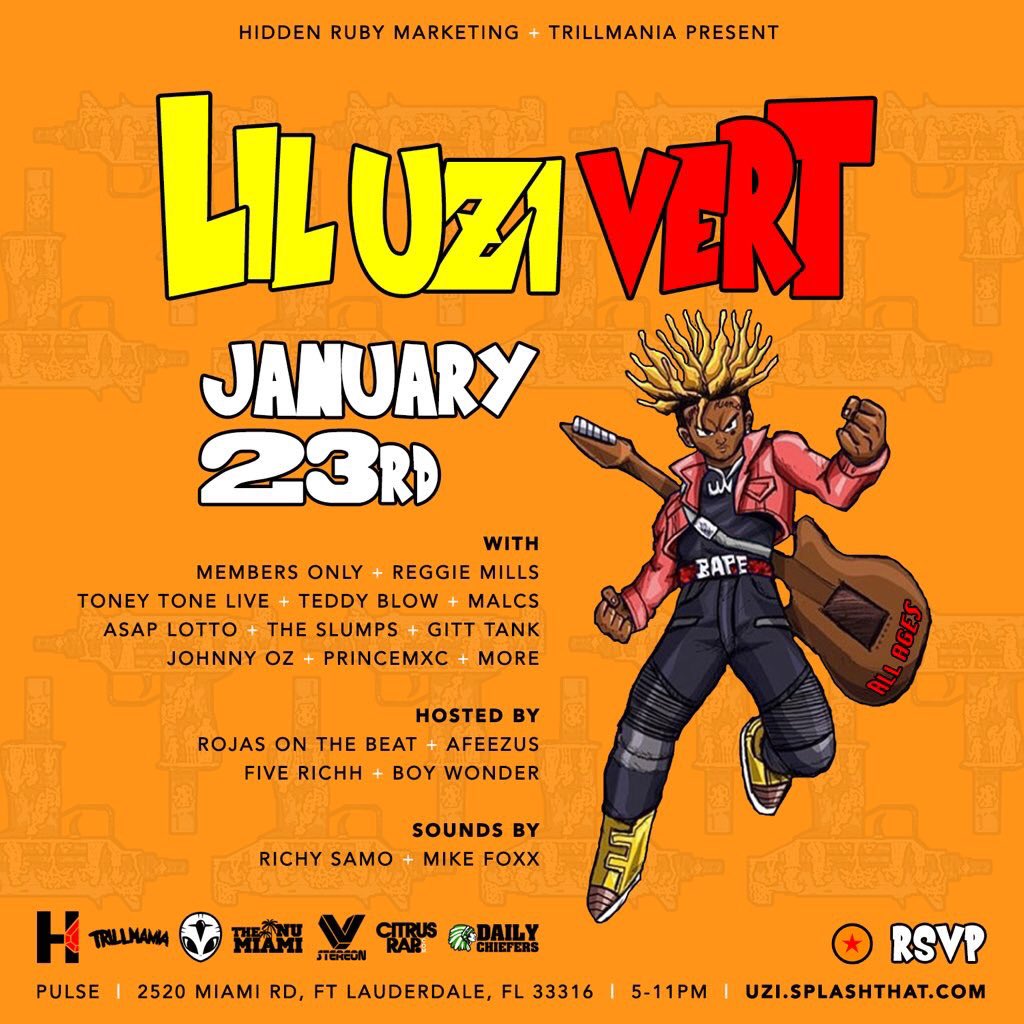 HIDDEN RUBY MARKETING + TRILLMANIA PRESENT
LIL UZI VERT
JANUARY
23RD
WITH
MEMBERS ONLY + REGGIE MILLS
TONEY TONE LIVE + TEDDY BLOW + MALCS
ASAP LOTTO + THE SLUMPS + GITT TANK
JOHNNY OZ + PRINCEMXC + MORE
BAPE
ALL AGES
HOSTED BY
ROJAS ON THE BEAT + AFEEZUS
FIVE RICHH + BOY WONDER
SOUNDS BY
RICHY SAMO + MIKE FOXX
H TRILLMANIA THE NU MIAMI STEREON CITRUS RAP DAILY CHIEFERS RSVP
PULSE | 2520 MIAMI RD, FT LAUDERDALE, FL 33316 | 5-11PM | UZI.SPLASHTHAT.COM